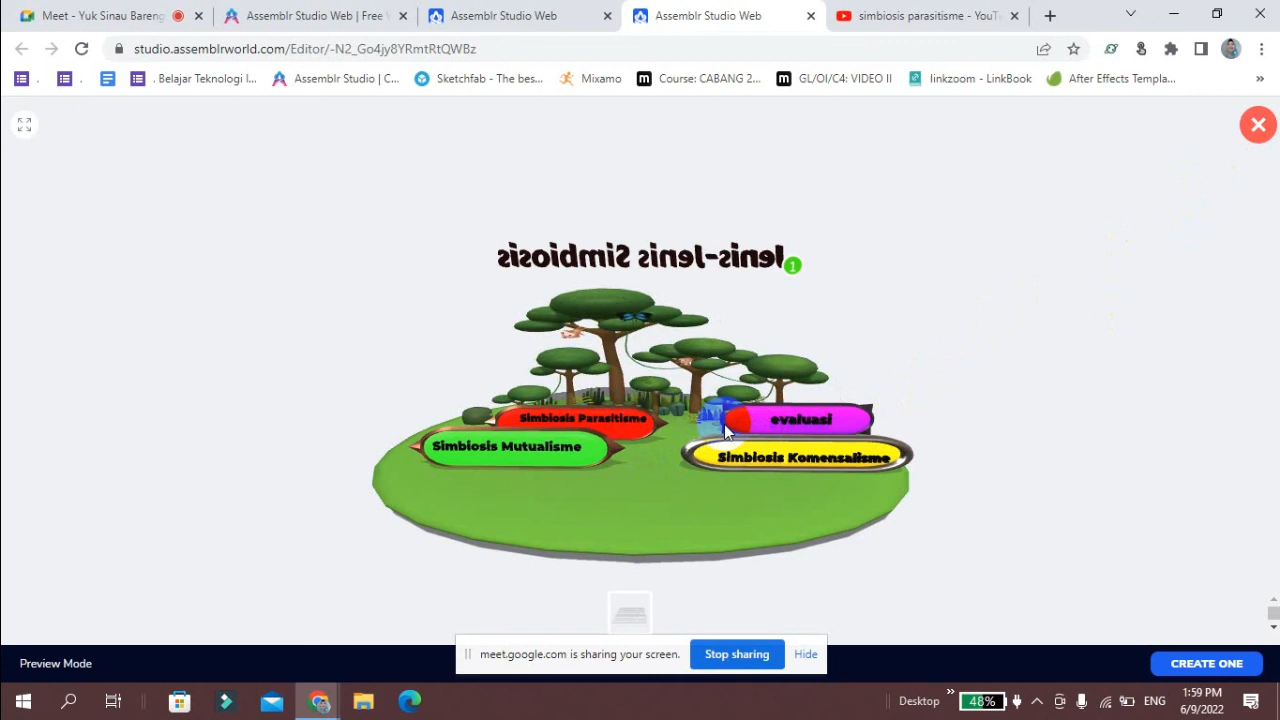 Meet - Yuk Sinau Bareng
Assemblr Studio Web | Free
Assemblr Studio Web
Assemblr Studio Web
simbiosis parasitisme - YouT
studio.assemblrworld.com/Editor/-N2_Go4jy8YRmtRtQWBz
. Belajar Teknologi I...
Assemblr Studio | C...
Sketchfab - The bes...
Mixamo
Course: CABANG 2...
GL/OI/C4: VIDEO II
linkzoom - LinkBook
After Effects Templa...
»
Jenis-Jenis Simbiosis
1
Simbiosis Parasitisme
evaluasi
Simbiosis Mutualisme
Simbiosis Komensalisme
meet.google.com is sharing your screen.
Stop sharing
Hide
Preview Mode
CREATE ONE
Desktop
»
48%
ENG
1:59 PM
6/9/2022